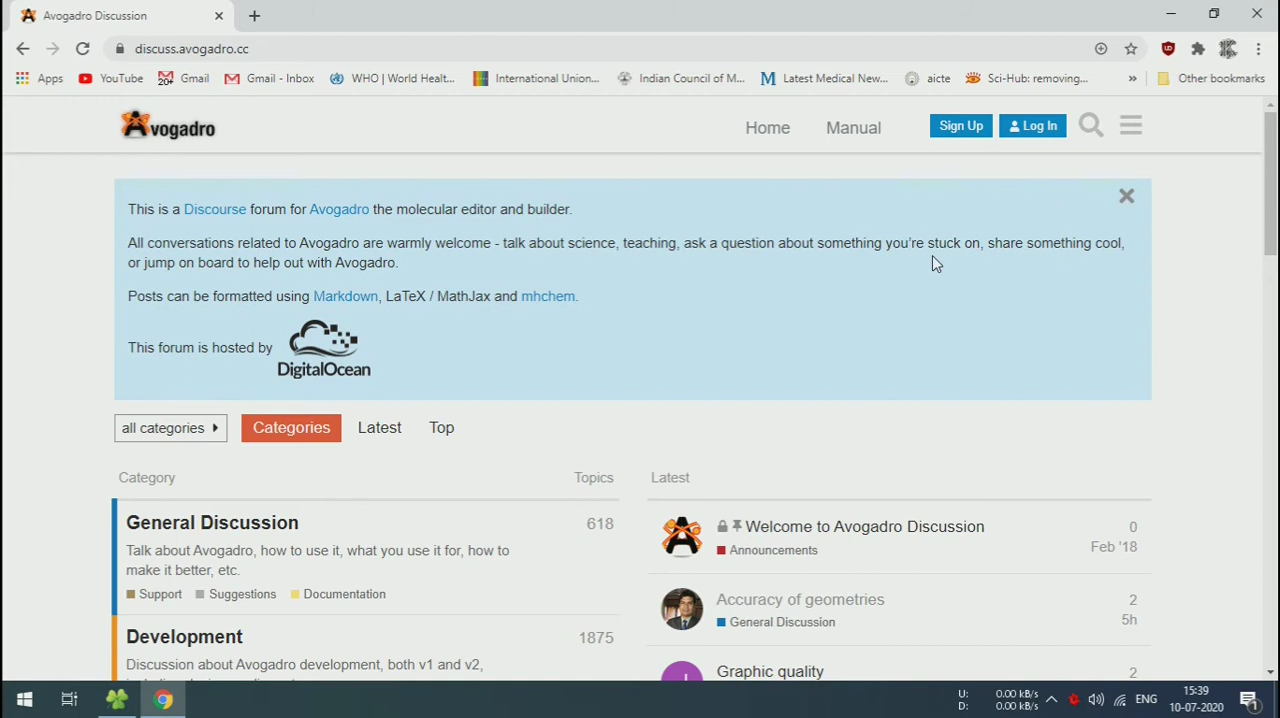 Avogadro Discussion
discuss.avogadro.cc
Apps
YouTube
20+
Gmail
Gmail - Inbox
WHO | World Healt...
International Union...
Indian Council of M...
M
Latest Medical New...
aicte
Sci-Hub: removing...
»
Other bookmarks
Avogadro
Home
Manual
Sign Up
Log In
This is a Discourse forum for Avogadro the molecular editor and builder.
All conversations related to Avogadro are warmly welcome - talk about science, teaching, ask a question about something you're stuck on, share something cool,
or jump on board to help out with Avogadro.
Posts can be formatted using Markdown, LaTeX / MathJax and mhchem.
This forum is hosted by
DigitalOcean
all categories
Categories
Latest
Top
Category
Topics
General Discussion
618
Talk about Avogadro, how to use it, what you use it for, how to
make it better, etc.
Support
Suggestions
Documentation
Development
1875
Discussion about Avogadro development, both v1 and v2,
Latest
Welcome to Avogadro Discussion
0
Announcements
Feb '18
Accuracy of geometries
2
General Discussion
5h
Graphic quality
2
U: 0.00 kB/s
D: 0.00 kB/s
ENG
15:39
10-07-2020
1